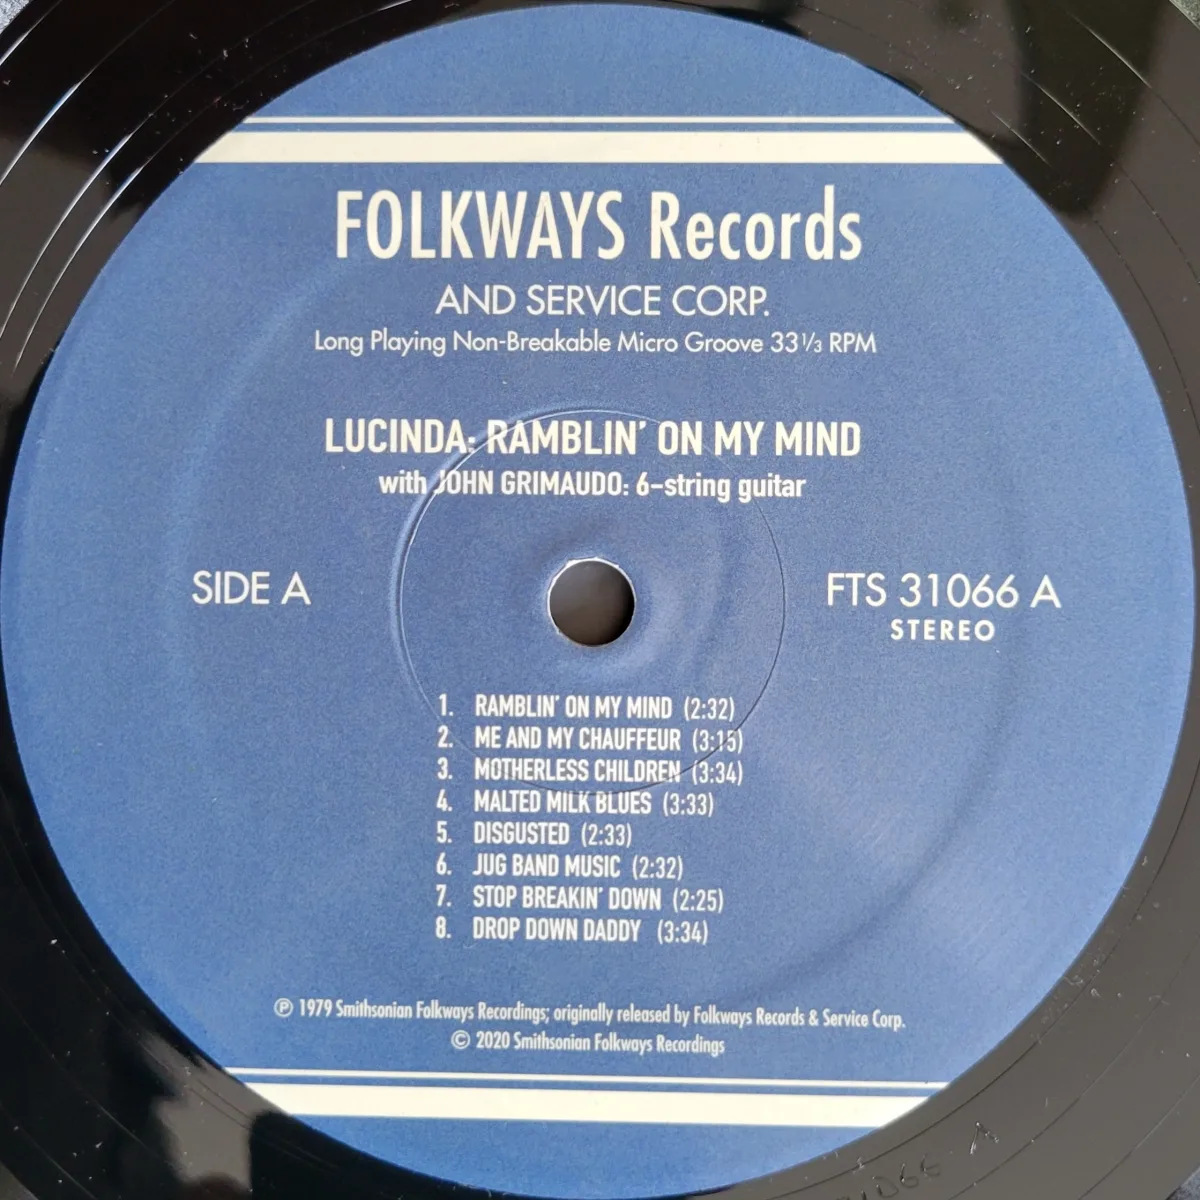 FOLKWAYS Records
AND SERVICE CORP.
Long Playing Non-Breakable Micro Groove 33 1/3 RPM
LUCINDA: RAMBLIN' ON MY MIND
with JOHN GRIMAUDO: 6-string guitar
SIDE A
FTS 31066 A
STEREO
1. RAMBLIN' ON MY MIND (2:32)
2. ME AND MY CHAUFFEUR (3:15)
3. MOTHERLESS CHILDREN (3:34)
4. MALTED MILK BLUES (3:33)
5. DISGUSTED (2:33)
6. JUG BAND MUSIC (2:32)
7. STOP BREAKIN' DOWN (2:25)
8. DROP DOWN DADDY (3:34)
℗ 1979 Smithsonian Folkways Recordings; originally released by Folkways Records & Service Corp.
© 2020 Smithsonian Folkways Recordings